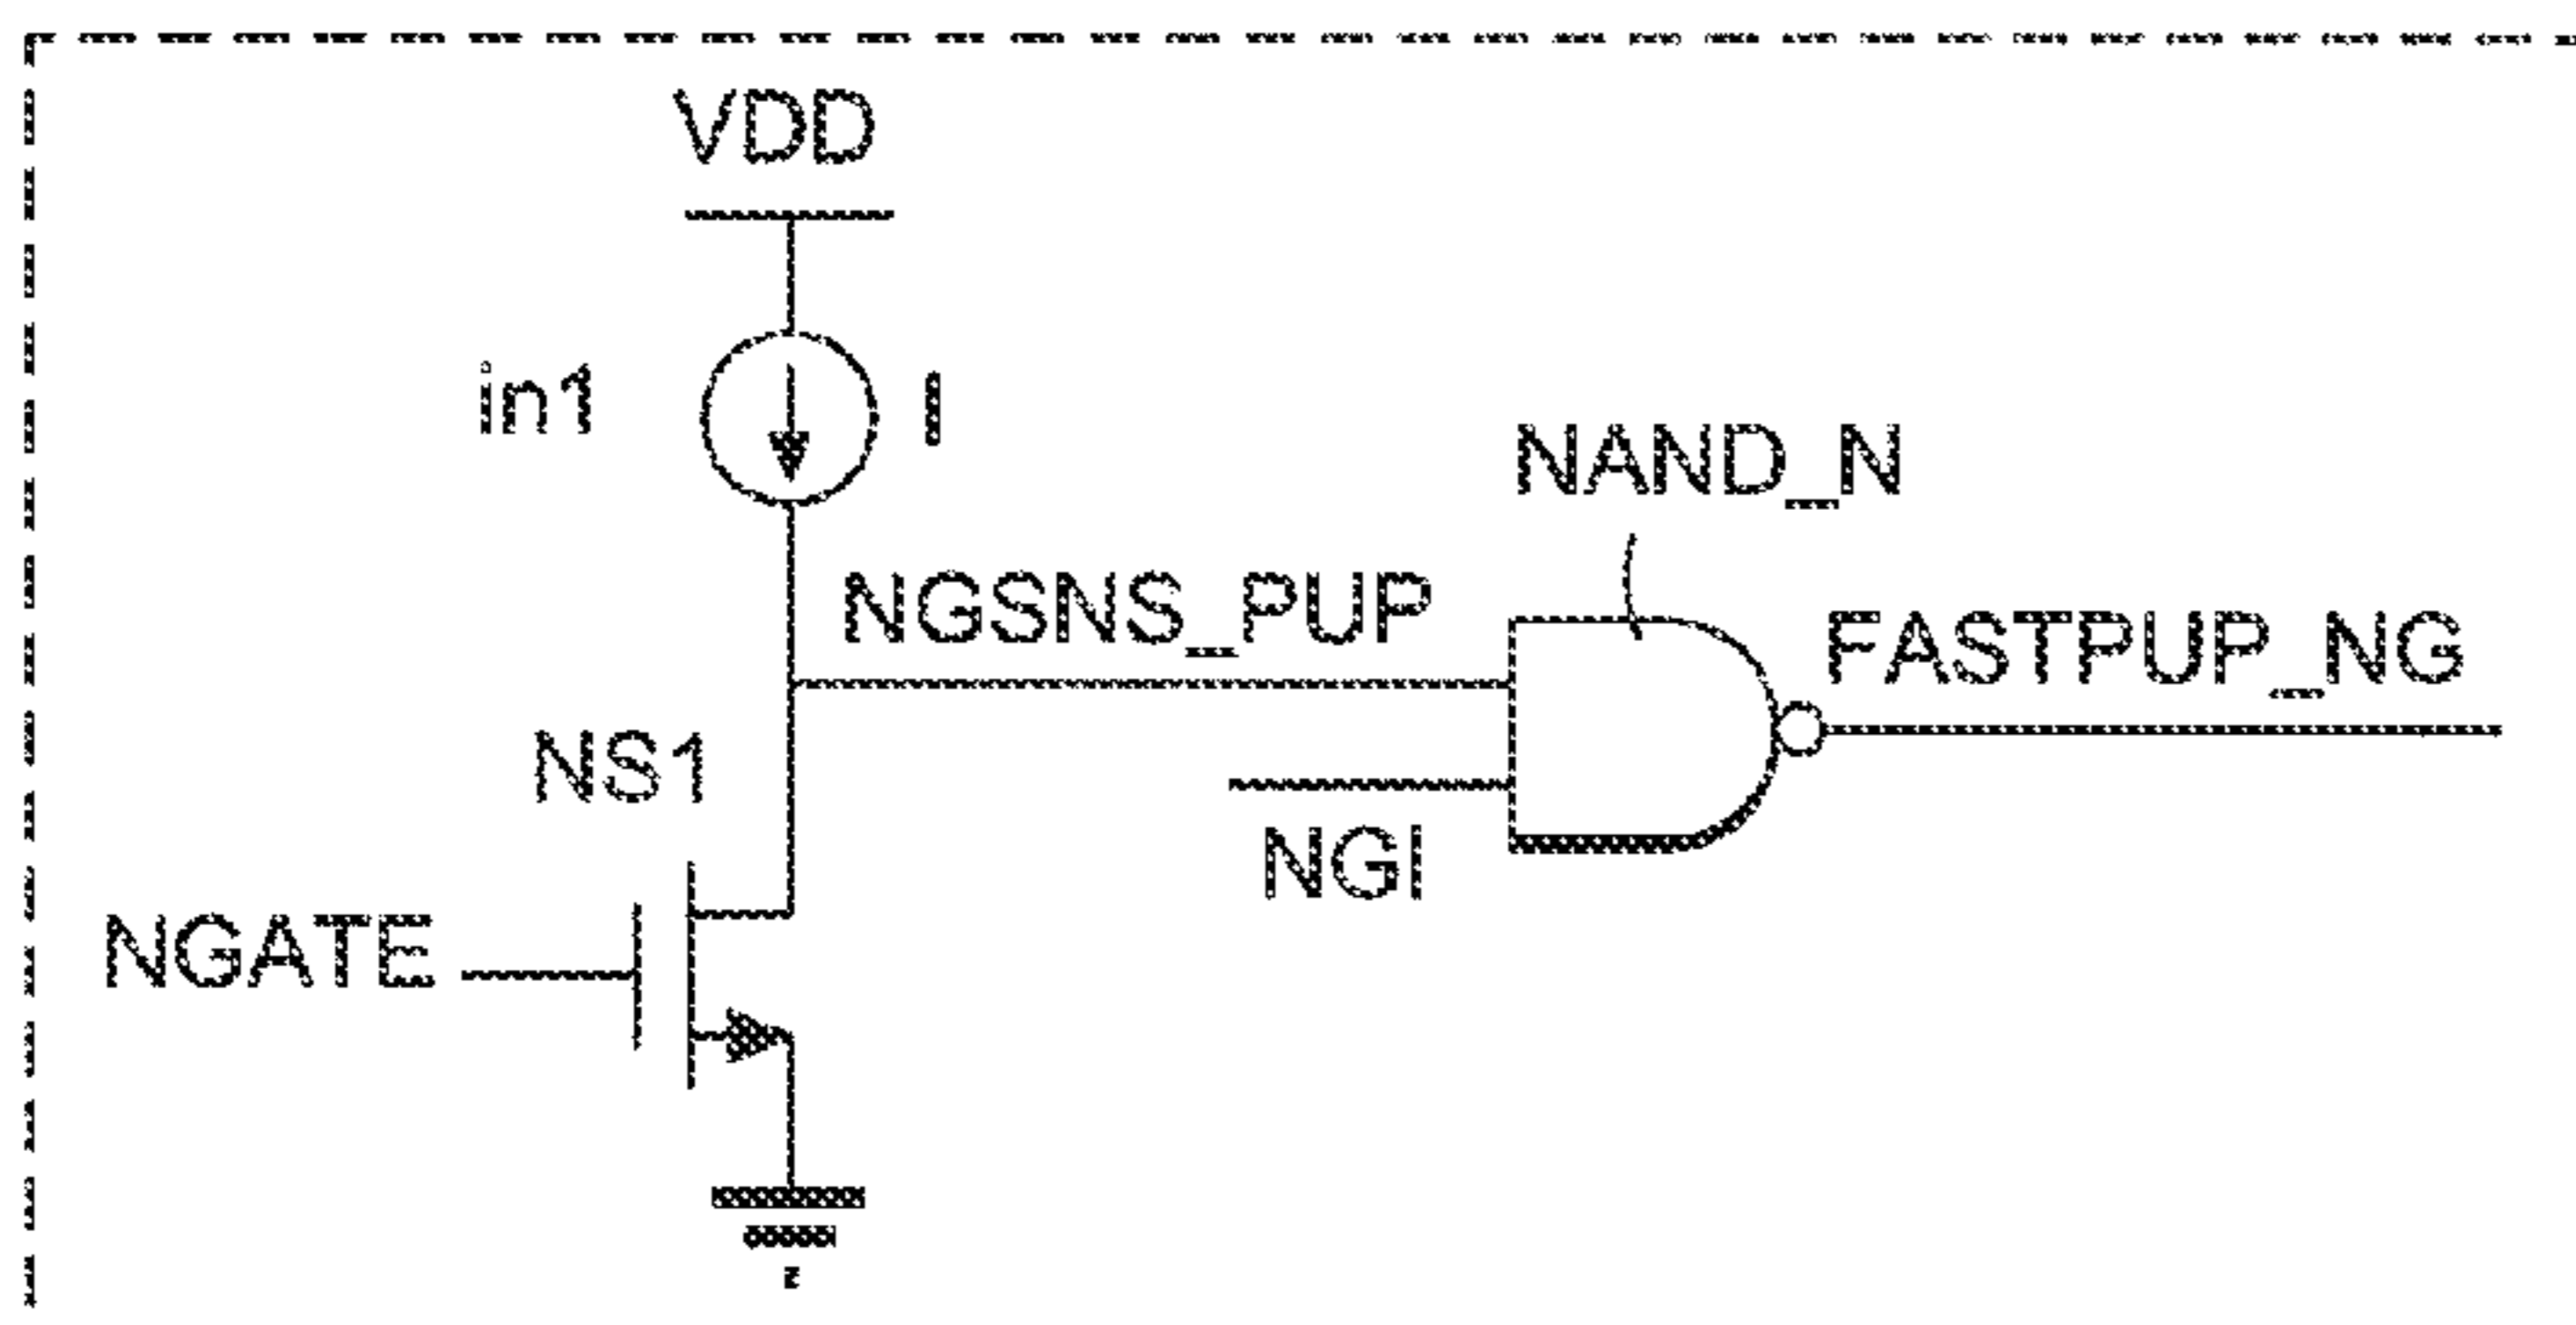 VDD
in1 I
NAND_N
NGSNS_PUP
FASTPUP_NG
NS1
NGI
NGATE